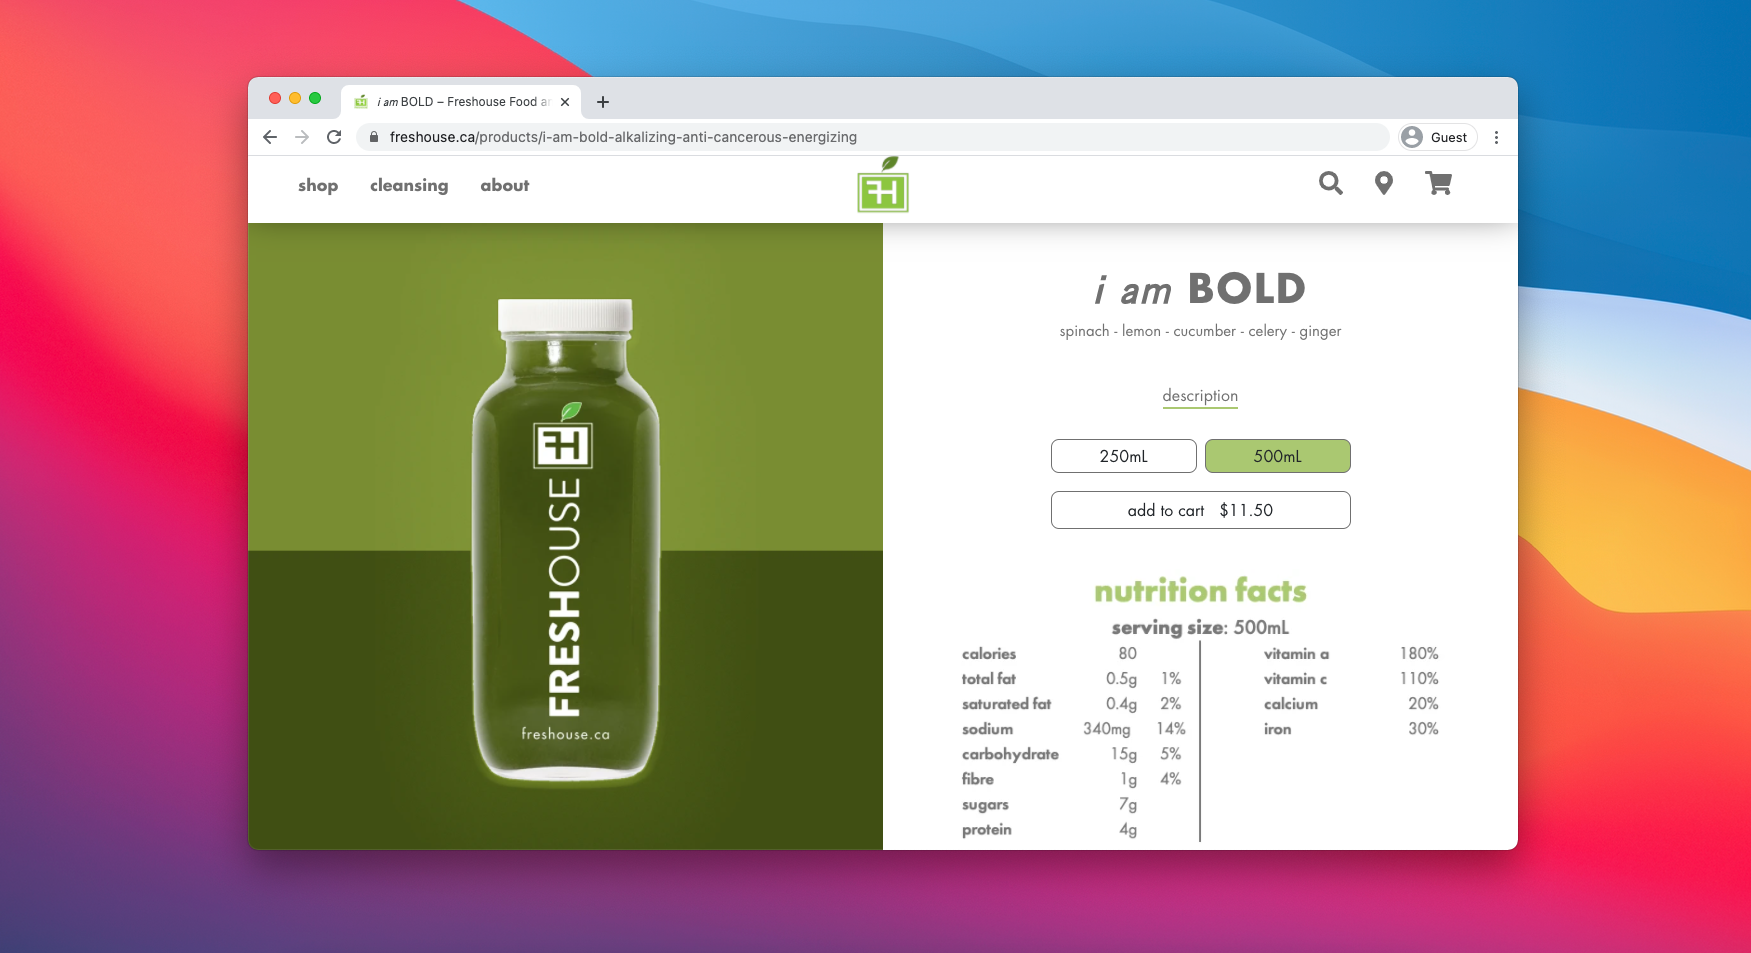 i am BOLD – Freshouse Food ar
freshouse.ca/products/i-am-bold-alkalizing-anti-cancerous-energizing
Guest
shop cleansing about
FH
i am BOLD
spinach - lemon - cucumber - celery - ginger
description
250mL 500mL
add to cart $11.50
FH
FRESHOUSE
freshouse.ca
nutrition facts
serving size: 500mL
calories 80
total fat 0.5g 1%
saturated fat 0.4g 2%
sodium 340mg 14%
carbohydrate 15g 5%
fibre 1g 4%
sugars 7g
protein 4g
vitamin a 180%
vitamin c 110%
calcium 20%
iron 30%